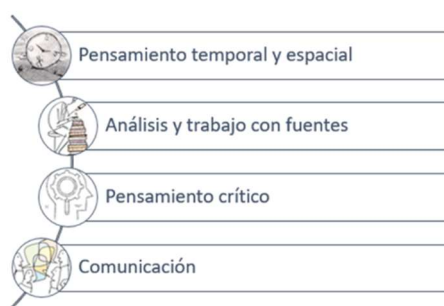 Pensamiento temporal y espacial
Análisis y trabajo con fuentes
Pensamiento crítico
Comunicación